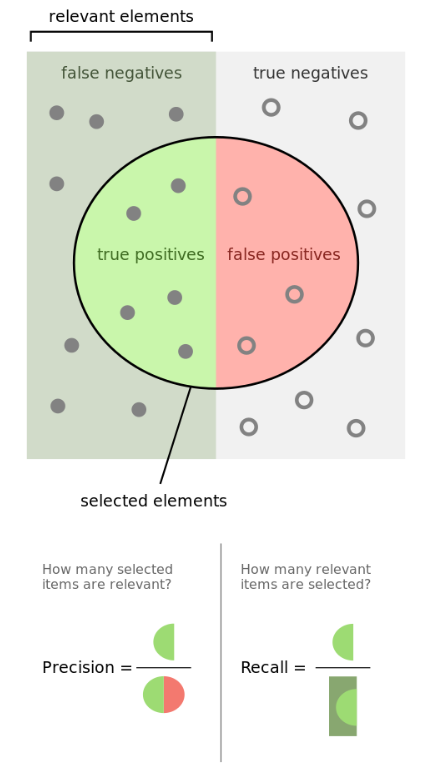 relevant elements
false negatives
true negatives
true positives
false positives
selected elements
How many selected
items are relevant?
How many relevant
items are selected?
Precision =
Recall =